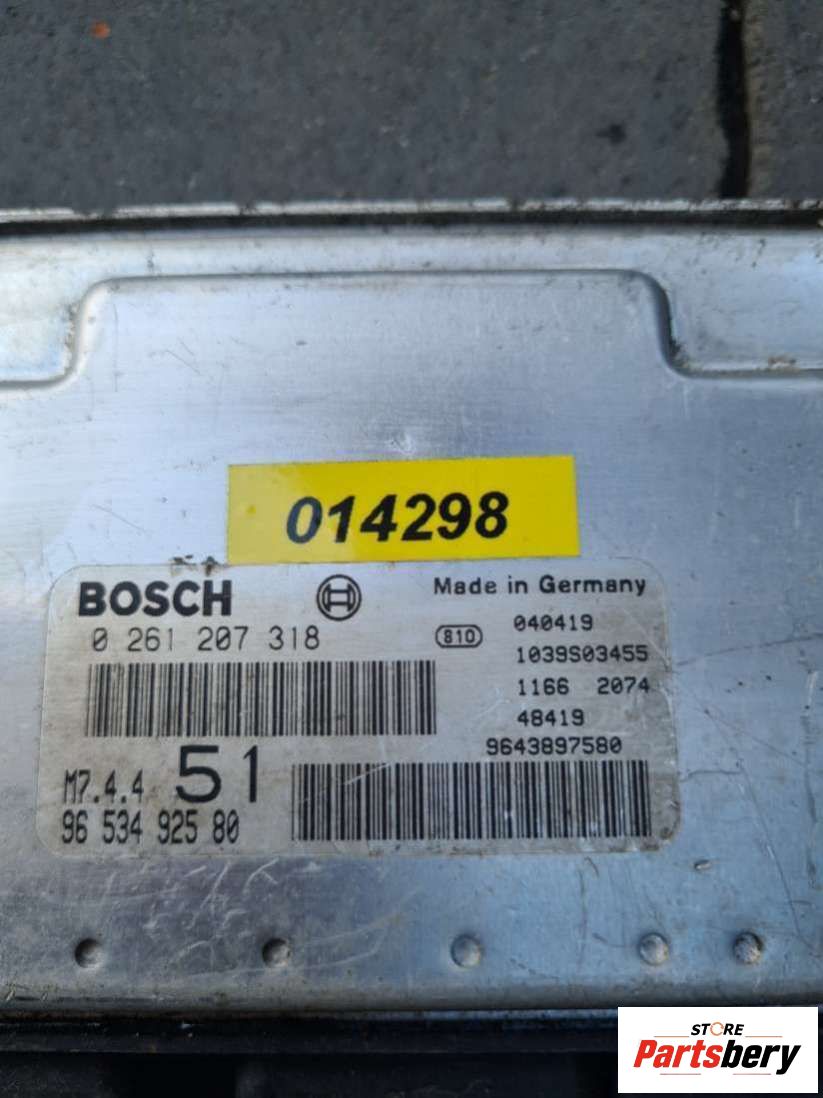 014298
BOSCH
Made in Germany
0 261 207 318
810
040419
1039S03455
1166 2074
48419
9643897580
M7.4.4 51
96 534 925 80
STORE
Partsbery